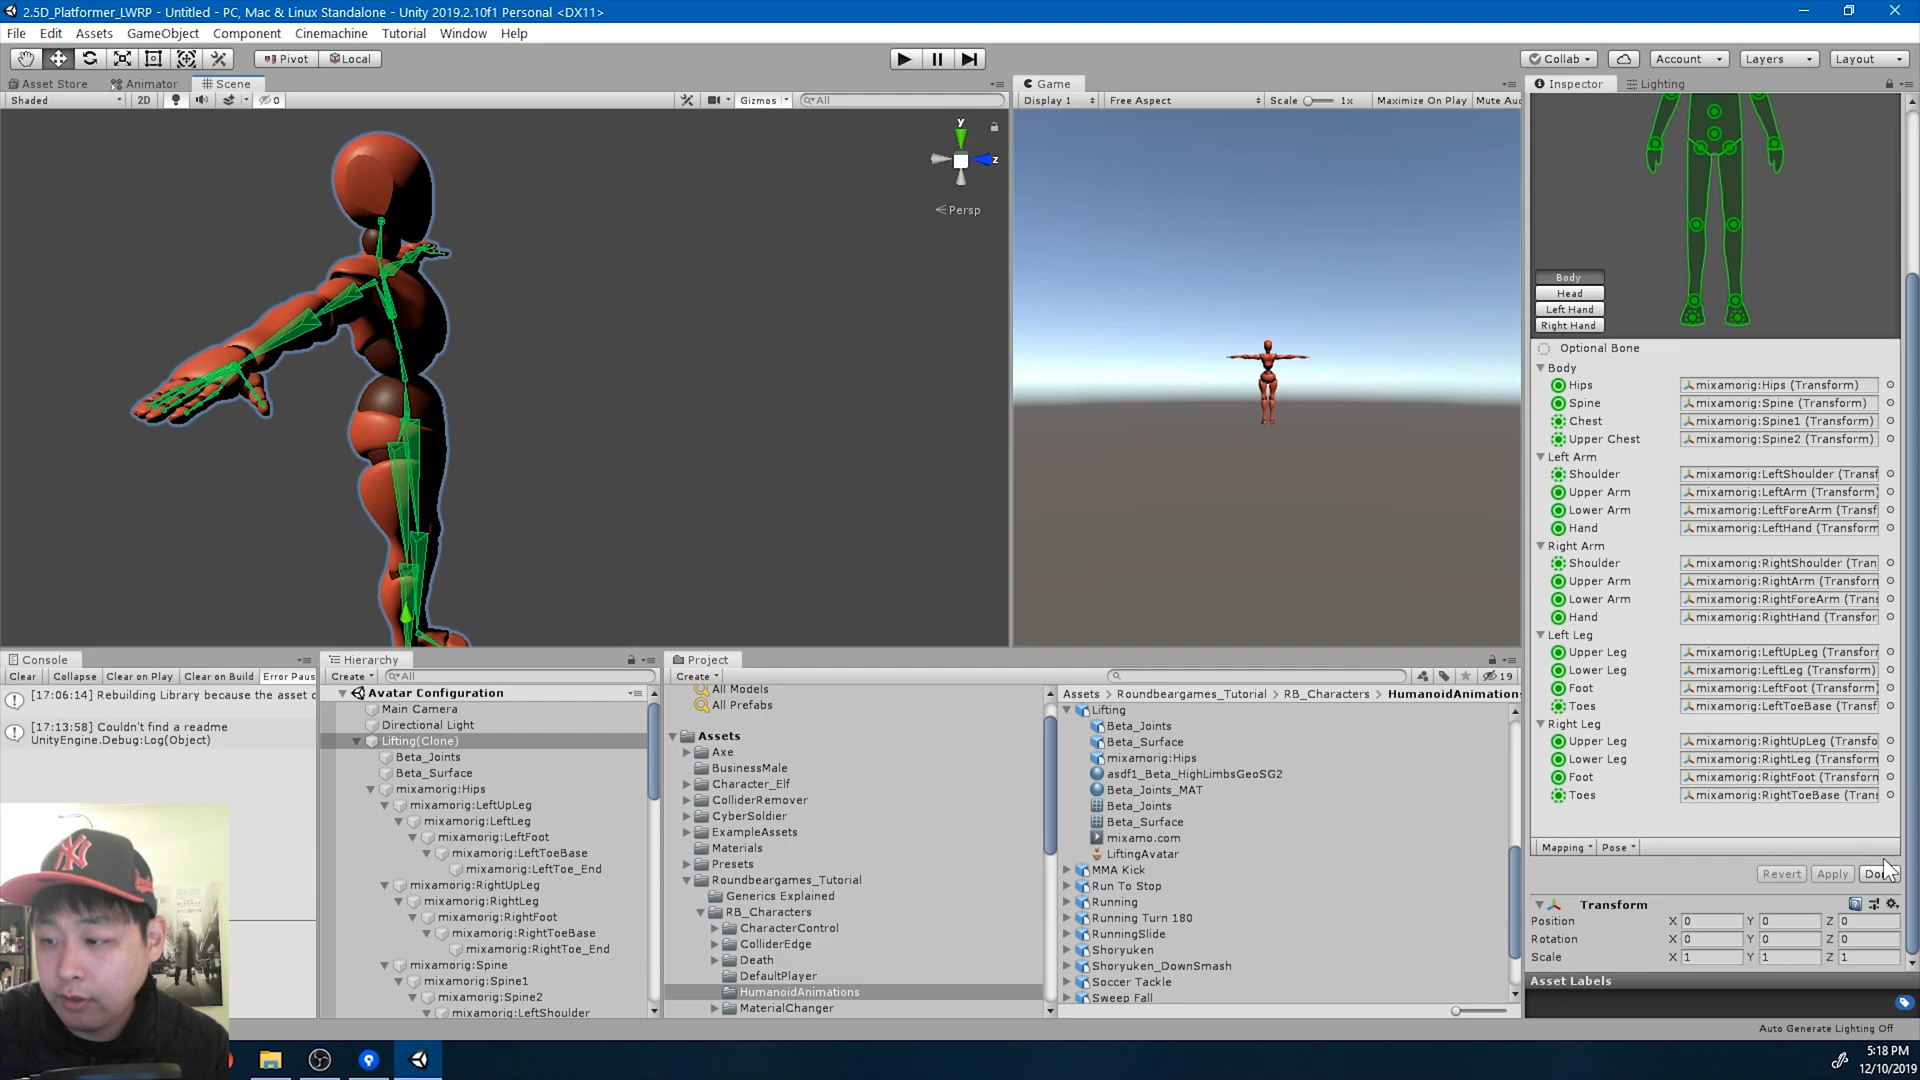 2.5D_Platformer_LWRP - Untitled - PC, Mac & Linux Standalone - Unity 2019.2.10f1 Personal <DX11>
File Edit Assets GameObject Component Cinemachine Tutorial Window Help
Pivot Local Collab Account Layers Layout
Asset Store Animator Scene
Shaded 2D 0 Gizmos All
y
z
Persp
Game
Display 1 Free Aspect Scale 1x Maximize On Play Mute Au
Inspector Lighting
Body
Head
Left Hand
Right Hand
Optional Bone
Body
Hips mixamorig:Hips (Transform)
Spine mixamorig:Spine (Transform)
Chest mixamorig:Spine1 (Transform)
Upper Chest mixamorig:Spine2 (Transform)
Left Arm
Shoulder mixamorig:LeftShoulder (Transf
Upper Arm mixamorig:LeftArm (Transform)
Lower Arm mixamorig:LeftForeArm (Transf
Hand mixamorig:LeftHand (Transform
Right Arm
Shoulder mixamorig:RightShoulder (Tran
Upper Arm mixamorig:RightArm (Transforn
Lower Arm mixamorig:RightForeArm (Trans
Hand mixamorig:RightHand (Transfor
Left Leg
Upper Leg mixamorig:LeftUpLeg (Transforr
Lower Leg mixamorig:LeftLeg (Transform)
Foot mixamorig:LeftFoot (Transform
Toes mixamorig:LeftToeBase (Transf
Right Leg
Upper Leg mixamorig:RightUpLeg (Transfo
Lower Leg mixamorig:RightLeg (Transform
Foot mixamorig:RightFoot (Transforn
Toes mixamorig:RightToeBase (Trans
Mapping Pose
Revert Apply Do
Transform
Position X 0 Y 0 Z 0
Rotation X 0 Y 0 Z 0
Scale X 1 Y 1 Z 1
Asset Labels
Auto Generate Lighting Off
Console
Clear Collapse Clear on Play Clear on Build Error Paus
[17:06:14] Rebuilding Library because the asset c
[17:13:58] Couldn't find a readme
UnityEngine.Debug:Log(Object)
Hierarchy
Create All
Avatar Configuration
Main Camera
Directional Light
Lifting(Clone)
Beta_Joints
Beta_Surface
mixamorig:Hips
mixamorig:LeftUpLeg
mixamorig:LeftLeg
mixamorig:LeftFoot
mixamorig:LeftToeBase
mixamorig:LeftToe_End
mixamorig:RightUpLeg
mixamorig:RightLeg
mixamorig:RightFoot
mixamorig:RightToeBase
mixamorig:RightToe_End
mixamorig:Spine
mixamorig:Spine1
mixamorig:Spine2
mixamorig:LeftShoulder
Project
Create 19
All Models
All Prefabs
Assets
Axe
BusinessMale
Character_Elf
ColliderRemover
CyberSoldier
ExampleAssets
Materials
Presets
Roundbeargames_Tutorial
Generics Explained
RB_Characters
CharacterControl
ColliderEdge
Death
DefaultPlayer
HumanoidAnimations
MaterialChanger
Assets Roundbeargames_Tutorial RB_Characters HumanoidAnimations
Lifting
Beta_Joints
Beta_Surface
mixamorig:Hips
asdf1_Beta_HighLimbsGeoSG2
Beta_Joints_MAT
Beta_Joints
Beta_Surface
mixamo.com
LiftingAvatar
MMA Kick
Run To Stop
Running
Running Turn 180
RunningSlide
Shoryuken
Shoryuken_DownSmash
Soccer Tackle
Sweep Fall
5:18 PM
12/10/2019